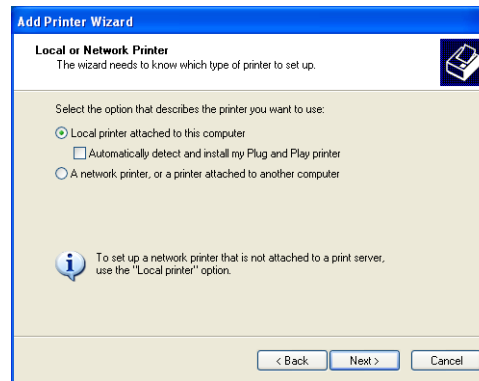 Add Printer Wizard
Local or Network Printer
The wizard needs to know which type of printer to set up.
Select the option that describes the printer you want to use:
Local printer attached to this computer
Automatically detect and install my Plug and Play printer
A network printer, or a printer attached to another computer
To set up a network printer that is not attached to a print server,
use the "Local printer" option.
< Back Next > Cancel